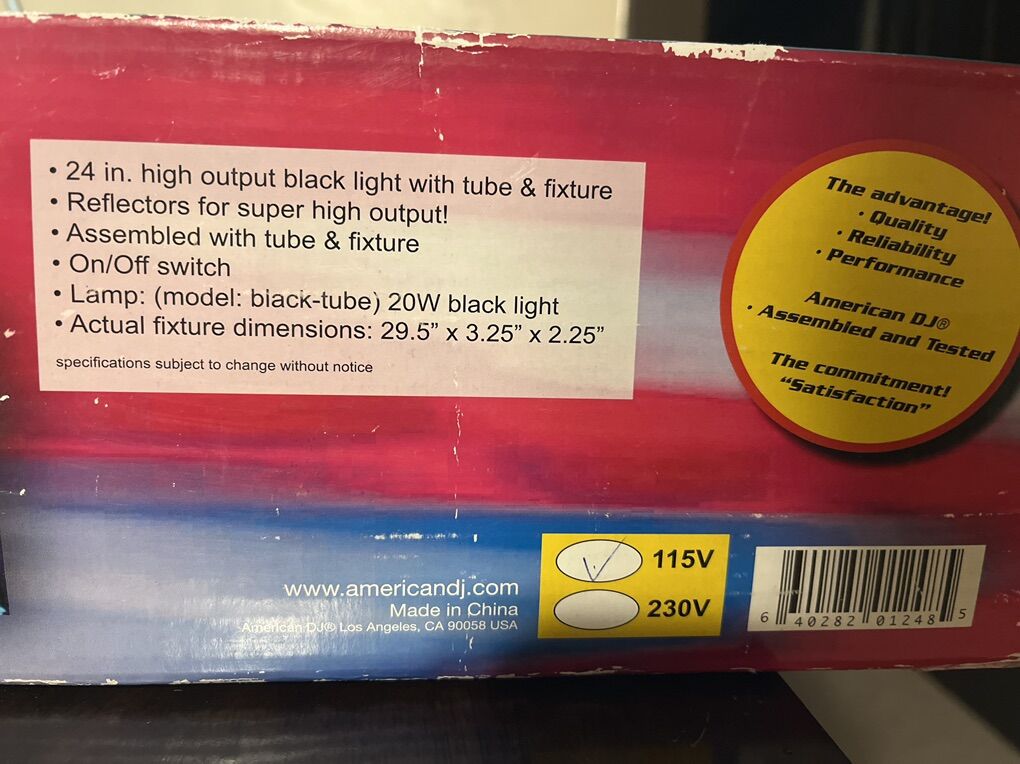 • 24 in. high output black light with tube & fixture
• Reflectors for super high output!
• Assembled with tube & fixture
• On/Off switch
• Lamp: (model: black-tube) 20W black light
• Actual fixture dimensions: 29.5” x 3.25” x 2.25”
specifications subject to change without notice
The advantage!
• Quality
• Reliability
• Performance
American DJ®
• Assembled and Tested
The commitment!
“Satisfaction”
www.americandj.com
Made in China
American DJ® Los Angeles, CA 90058 USA
115V
230V
6 40282 01248 5